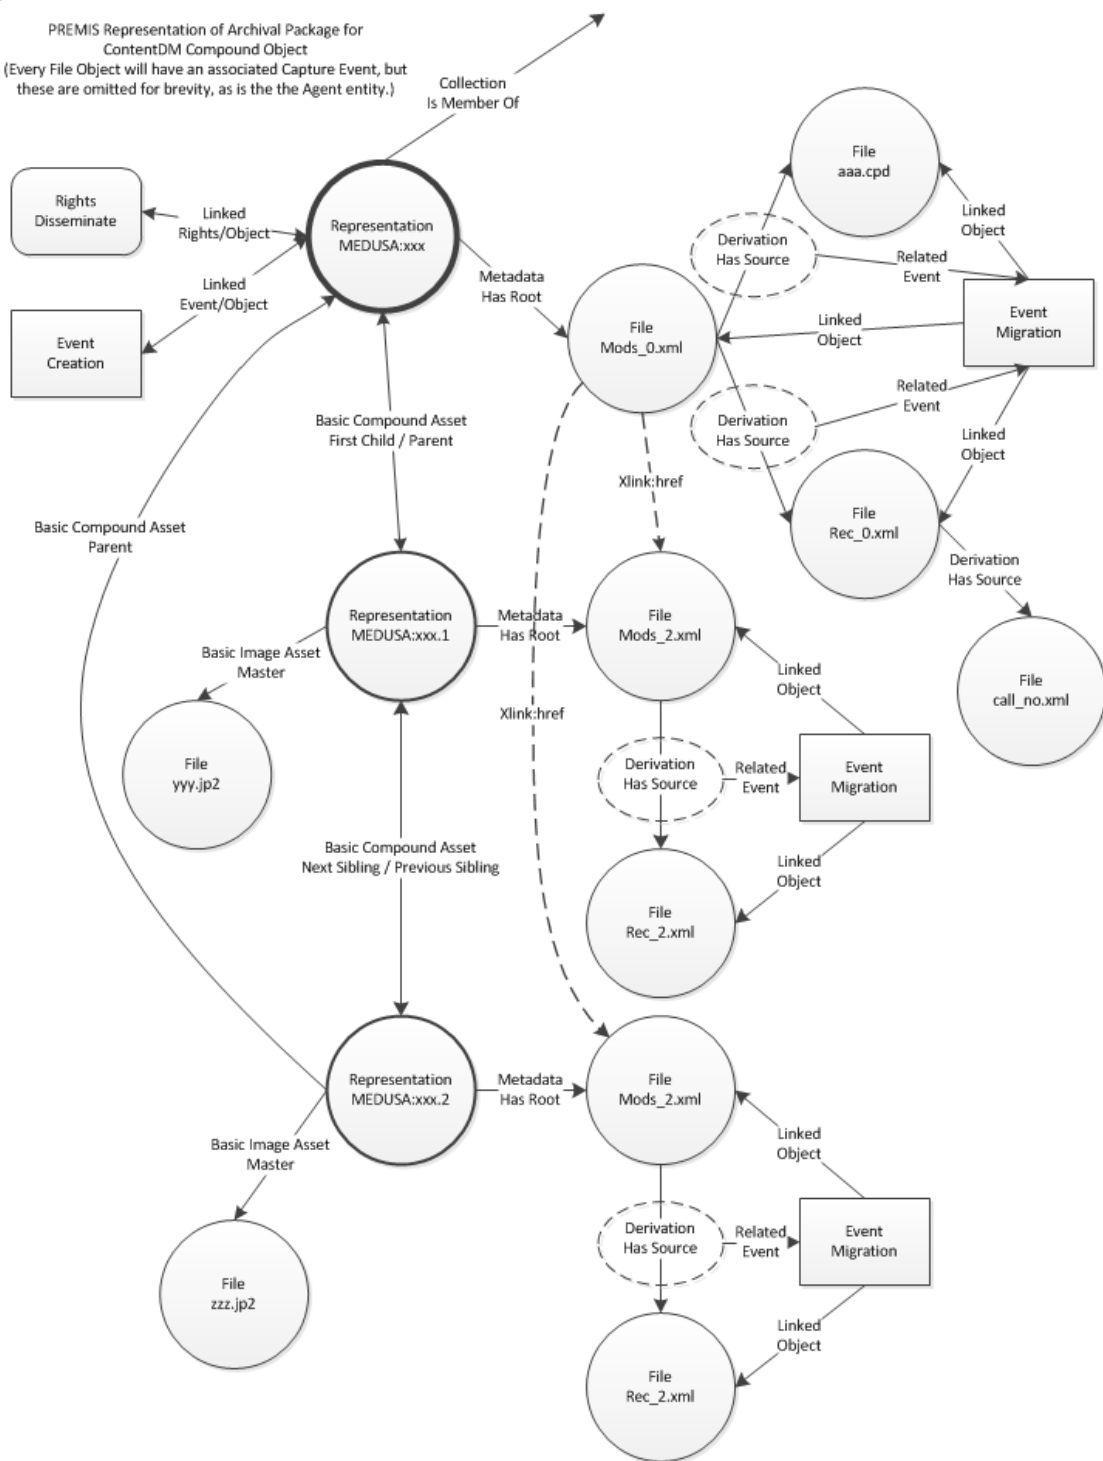 PREMIS Representation of Archival Package for
ContentDM Compound Object
(Every File Object will have an associated Capture Event, but
these are omitted for brevity, as is the the Agent entity.)
Collection
Is Member Of
File
aaa.cpd
Rights
Disseminate
Linked
Rights/Object
Representation
MEDUSA:xxx
Linked
Object
Derivation
Has Source
Related
Event
Metadata
Has Root
Linked
Event/Object
Event
Creation
File
Mods_0.xml
Linked
Object
Event
Migration
Related
Event
Basic Compound Asset
First Child / Parent
Derivation
Has Source
Linked
Object
Xlink:href
File
Rec_0.xml
Basic Compound Asset
Parent
Derivation
Has Source
Representation
MEDUSA:xxx.1
Metadata
Has Root
File
Mods_2.xml
Basic Image Asset
Master
Linked
Object
File
call_no.xml
Xlink:href
File
yyy.jp2
Derivation
Has Source
Related
Event
Event
Migration
Basic Compound Asset
Next Sibling / Previous Sibling
Linked
Object
File
Rec_2.xml
Representation
MEDUSA:xxx.2
Metadata
Has Root
File
Mods_2.xml
Basic Image Asset
Master
Linked
Object
Derivation
Has Source
Related
Event
Event
Migration
File
zzz.jp2
Linked
Object
File
Rec_2.xml